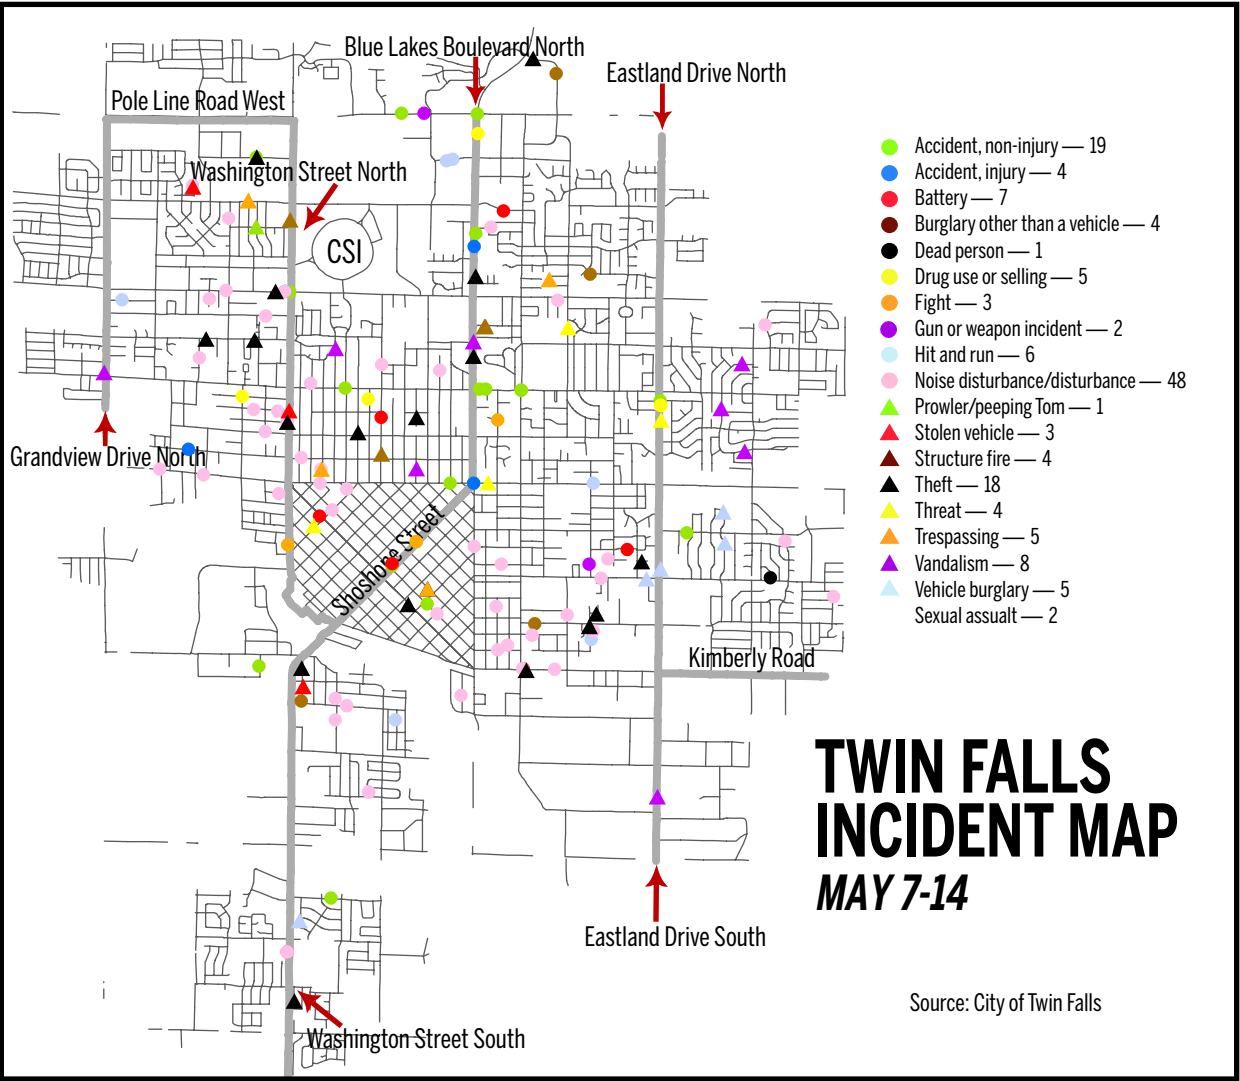 Blue Lakes Boulevard North
Eastland Drive North
Pole Line Road West
Washington Street North
CSI
Grandview Drive North
Shoshone Street
Kimberly Road
Accident, non-injury — 19
Accident, injury — 4
Battery — 7
Burglary other than a vehicle — 4
Dead person — 1
Drug use or selling — 5
Fight — 3
Gun or weapon incident — 2
Hit and run — 6
Noise disturbance/disturbance — 48
Prowler/peeping Tom — 1
Stolen vehicle — 3
Structure fire — 4
Theft — 18
Threat — 4
Trespassing — 5
Vandalism — 8
Vehicle burglary — 5
Sexual assualt — 2
TWIN FALLS
INCIDENT MAP
MAY 7-14
Eastland Drive South
Source: City of Twin Falls
Washington Street South